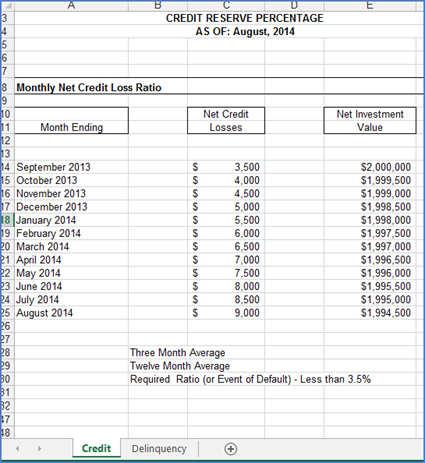 A B C D E
3 CREDIT RESERVE PERCENTAGE
4 AS OF: August, 2014
5
6
7
8 Monthly Net Credit Loss Ratio
9
10 Net Credit Net Investment
11 Month Ending Losses Value
12
13
14 September 2013 $ 3,500 $2,000,000
15 October 2013 $ 4,000 $1,999,500
16 November 2013 $ 4,500 $1,999,000
17 December 2013 $ 5,000 $1,998,500
18 January 2014 $ 5,500 $1,998,000
19 February 2014 $ 6,000 $1,997,500
20 March 2014 $ 6,500 $1,997,000
21 April 2014 $ 7,000 $1,996,500
22 May 2014 $ 7,500 $1,996,000
23 June 2014 $ 8,000 $1,995,500
24 July 2014 $ 8,500 $1,995,000
25 August 2014 $ 9,000 $1,994,500
26
27
28 Three Month Average
29 Twelve Month Average
30 Required Ratio (or Event of Default) - Less than 3.5%
31
32
47
48
Credit Delinquency